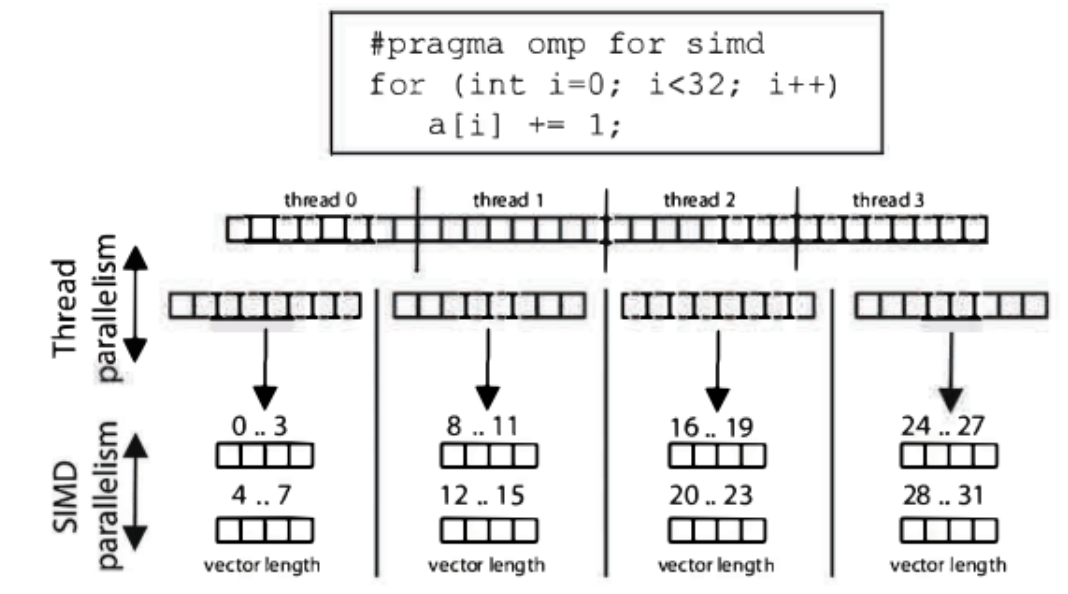 #pragma omp for simd
for (int i=0; i<32; i++)
a[i] += 1;
thread 0 thread 1 thread 2 thread 3
Thread
parallelism
0 .. 3 8 .. 11 16 .. 19 24 .. 27
4 .. 7 12 .. 15 20 .. 23 28 .. 31
SIMD
parallelism
vector length vector length vector length vector length